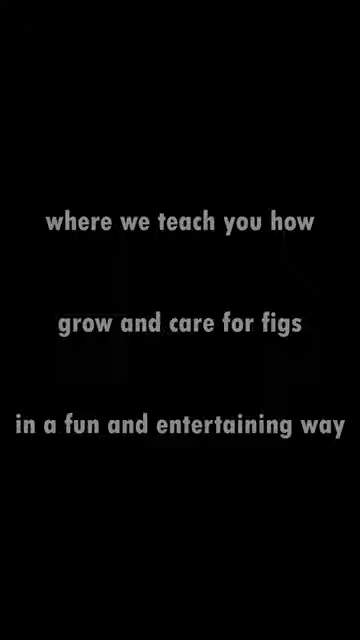 where we teach you how
grow and care for figs
in a fun and entertaining way